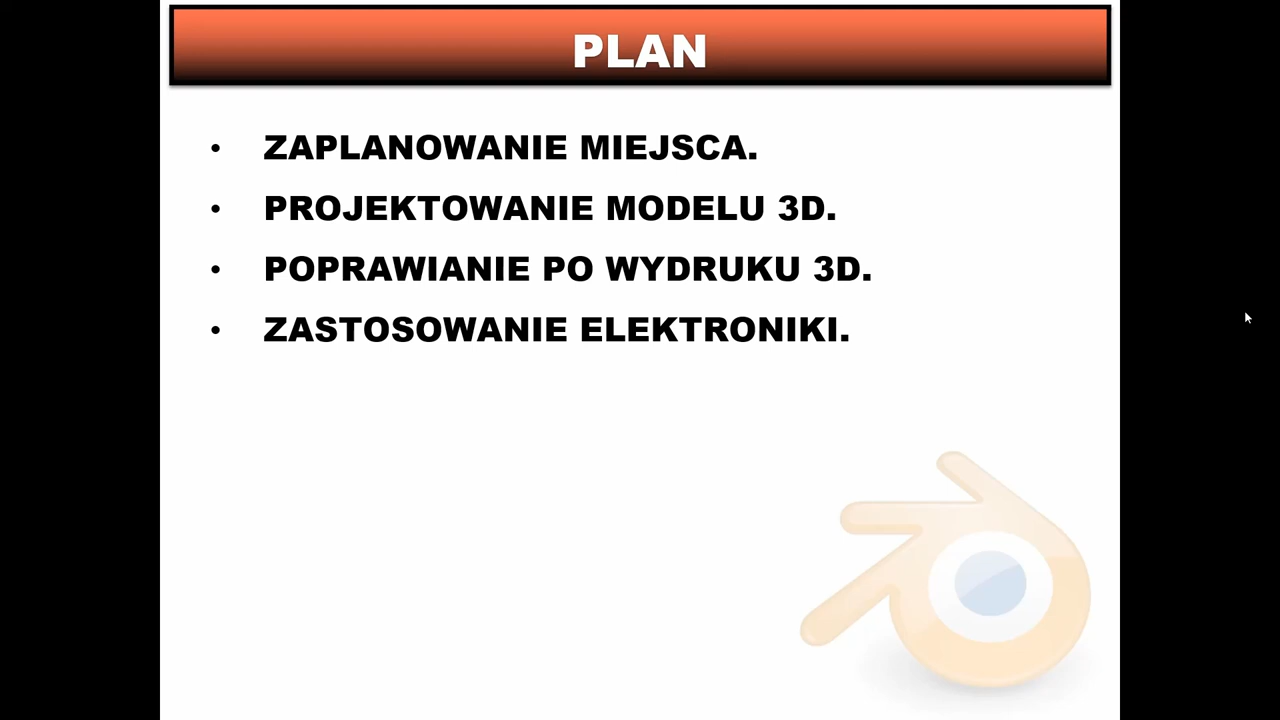 PLAN
• ZAPLANOWANIE MIEJSCA.
• PROJEKTOWANIE MODELU 3D.
• POPRAWIANIE PO WYDRUKU 3D.
• ZASTOSOWANIE ELEKTRONIKI.